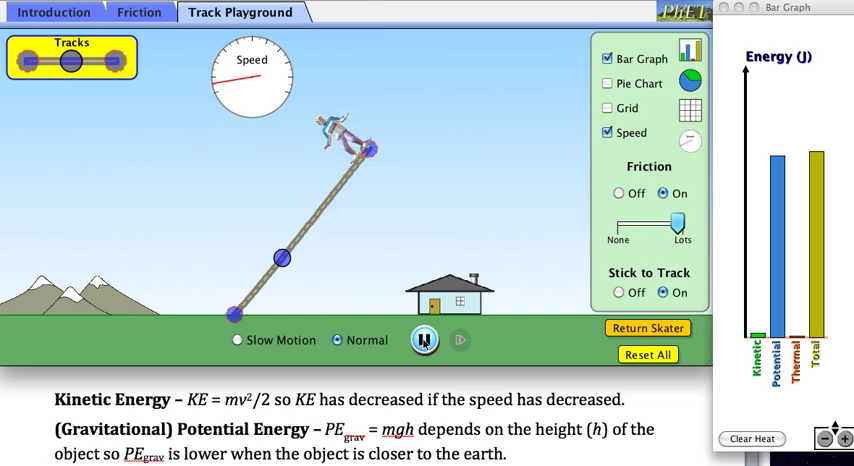 Introduction Friction Track Playground
PhET
Bar Graph
Tracks
Speed
Bar Graph
Pie Chart
Grid
Speed
Friction
Off On
None Lots
Stick to Track
Off On
Return Skater
Reset All
Slow Motion Normal
Energy (J)
Kinetic
Potential
Thermal
Total
Clear Heat
Kinetic Energy – KE = mv²/2 so KE has decreased if the speed has decreased.
(Gravitational) Potential Energy – PEgrav = mgh depends on the height (h) of the
object so PEgrav is lower when the object is closer to the earth.